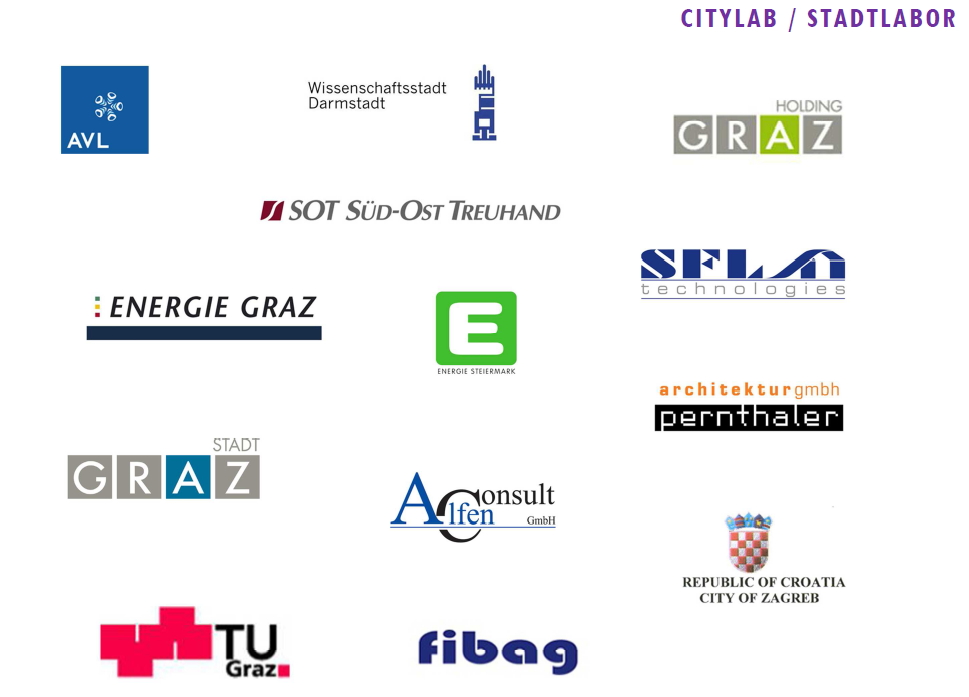 CITYLAB / STADTLABOR
AVL
Wissenschaftsstadt
Darmstadt
HOLDING
GRAZ
SOT SÜD-OST TREUHAND
SFL
technologies
ENERGIE GRAZ
E
ENERGIE STEIERMARK
architekturgmbh
pernthaler
STADT
GRAZ
Alfen Consult
GmbH
REPUBLIC OF CROATIA
CITY OF ZAGREB
TU
Graz
fibag